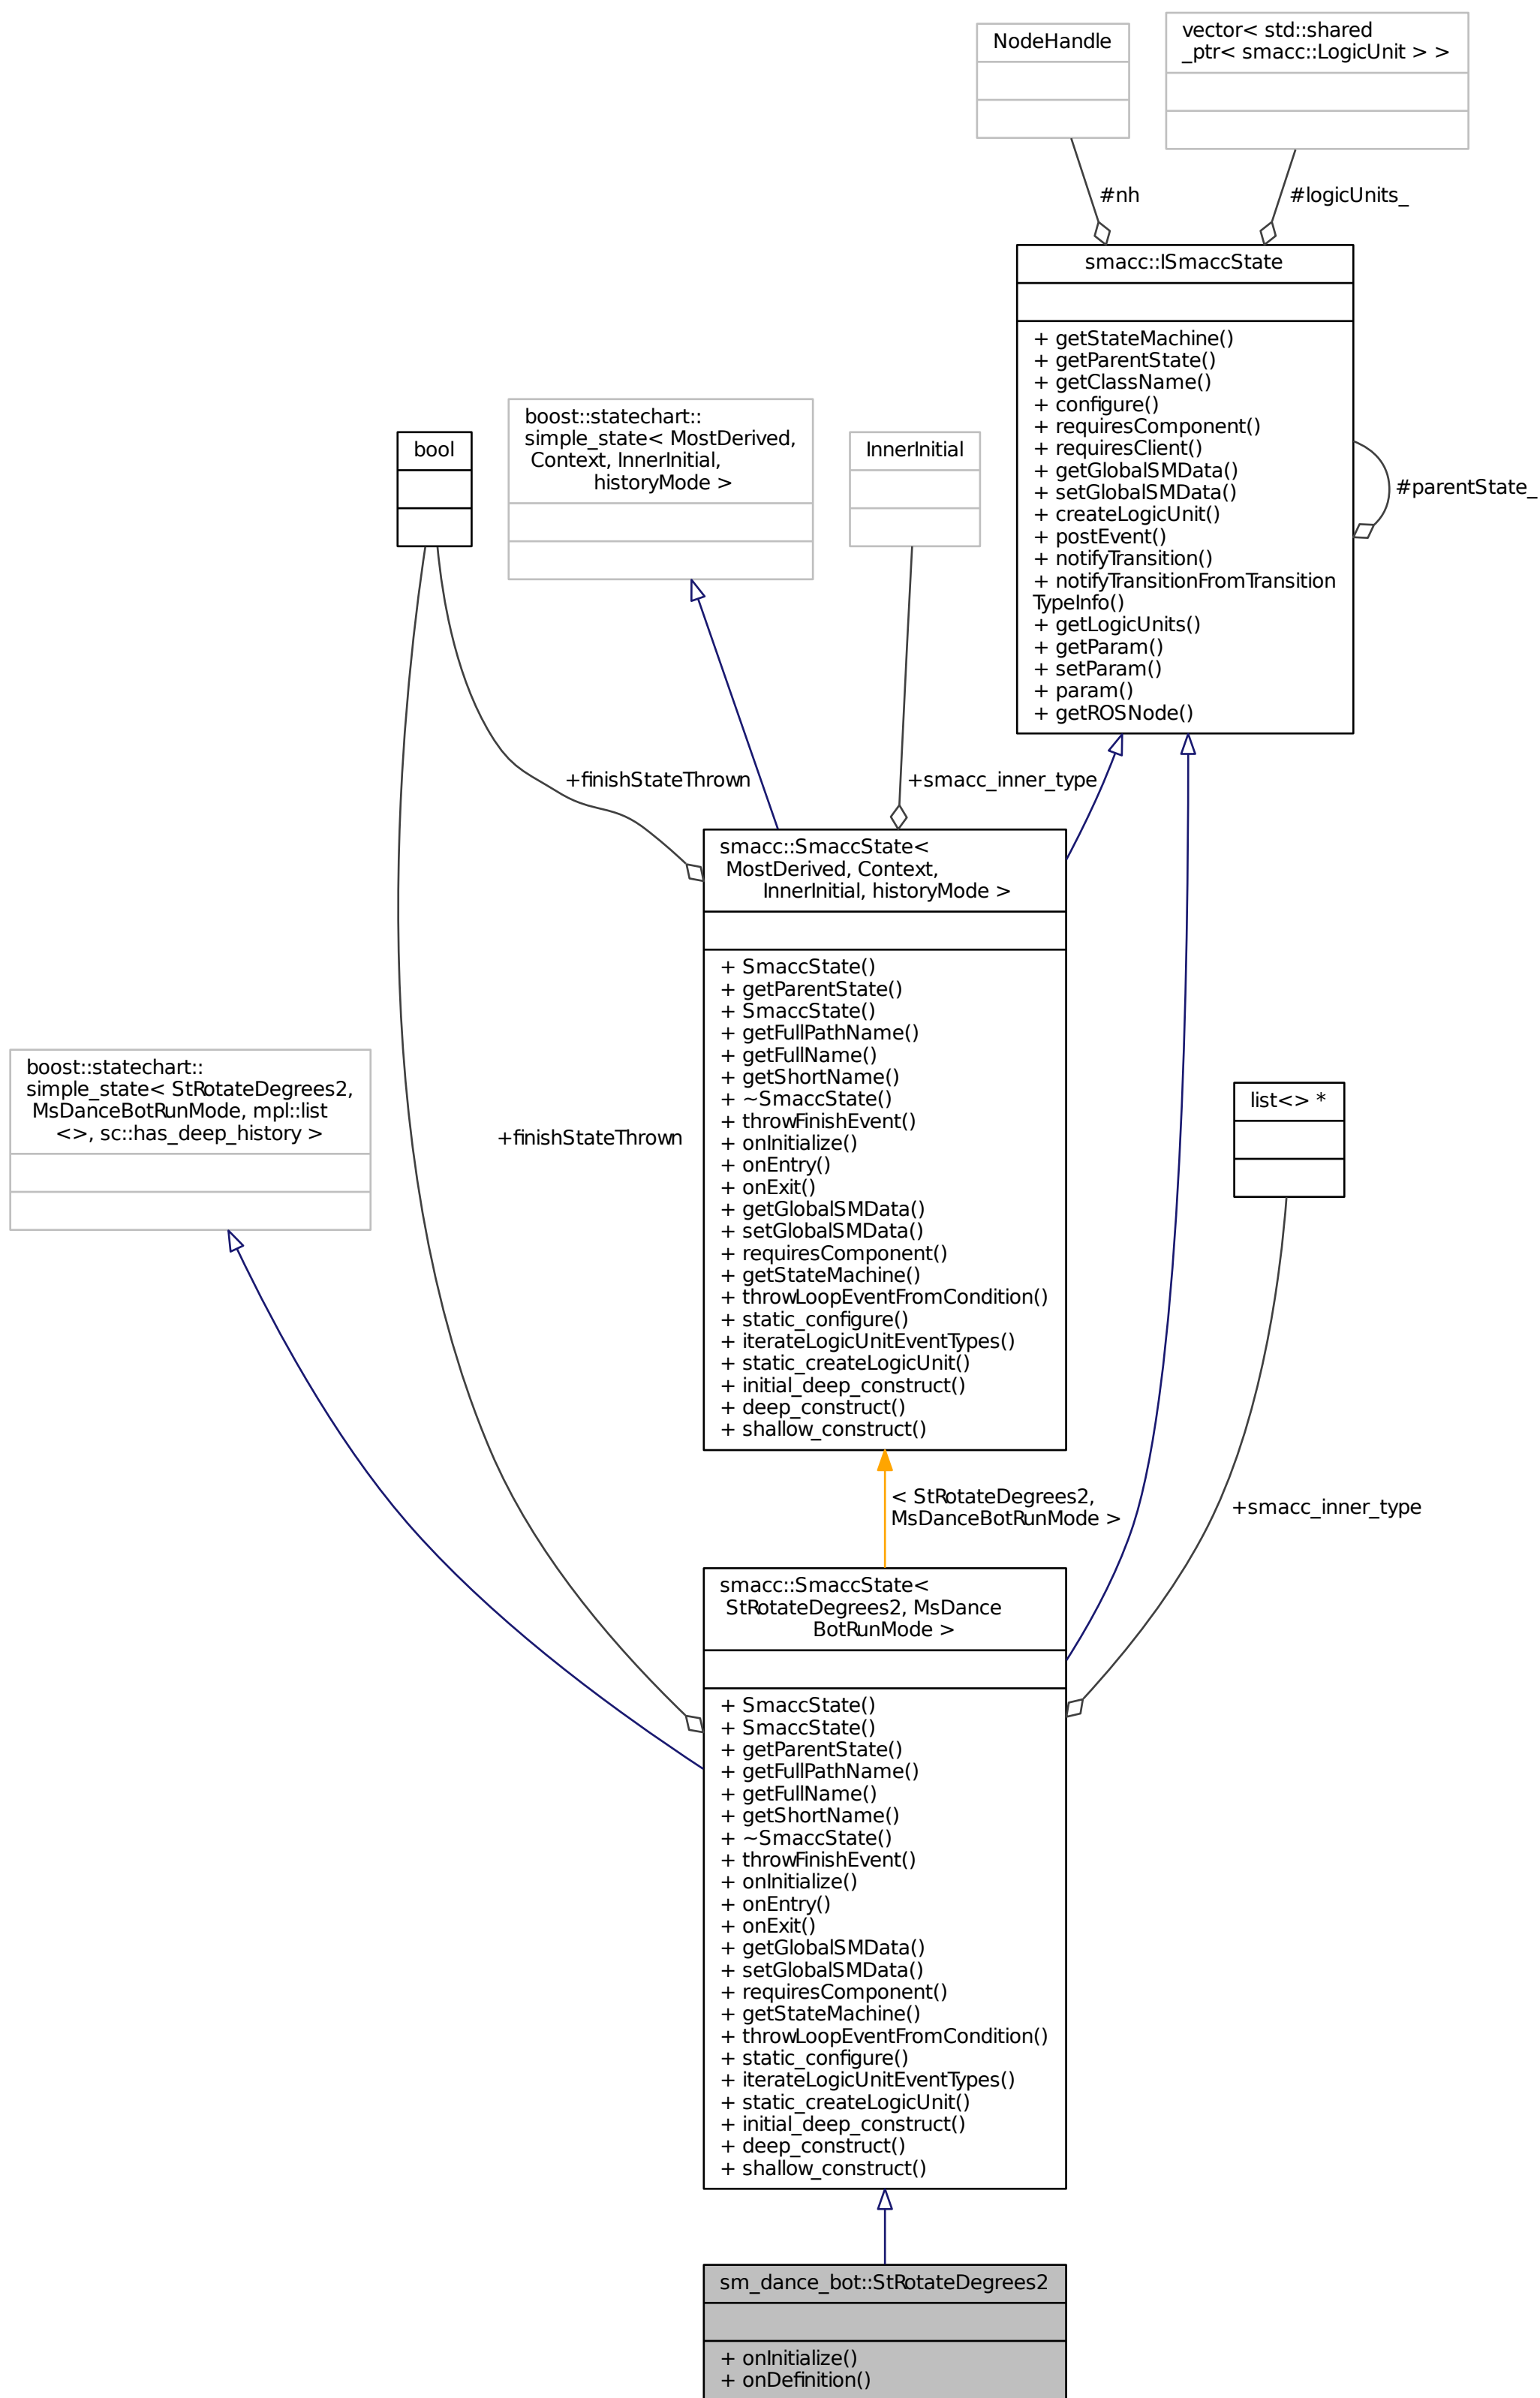 NodeHandle
vector< std::shared
_ptr< smacc::LogicUnit > >
#nh
#logicUnits_
smacc::ISmaccState
+ getStateMachine()
+ getParentState()
+ getClassName()
+ configure()
+ requiresComponent()
+ requiresClient()
+ getGlobalSMData()
+ setGlobalSMData()
+ createLogicUnit()
+ postEvent()
+ notifyTransition()
+ notifyTransitionFromTransition
TypeInfo()
+ getLogicUnits()
+ getParam()
+ setParam()
+ param()
+ getROSNode()
#parentState_
bool
boost::statechart::
simple_state< MostDerived,
Context, InnerInitial,
historyMode >
InnerInitial
+finishStateThrown
+smacc_inner_type
smacc::SmaccState<
MostDerived, Context,
InnerInitial, historyMode >
+ SmaccState()
+ getParentState()
+ SmaccState()
+ getFullPathName()
+ getFullName()
+ getShortName()
+ ~SmaccState()
+ throwFinishEvent()
+ onInitialize()
+ onEntry()
+ onExit()
+ getGlobalSMData()
+ setGlobalSMData()
+ requiresComponent()
+ getStateMachine()
+ throwLoopEventFromCondition()
+ static_configure()
+ iterateLogicUnitEventTypes()
+ static_createLogicUnit()
+ initial_deep_construct()
+ deep_construct()
+ shallow_construct()
boost::statechart::
simple_state< StRotateDegrees2,
MsDanceBotRunMode, mpl::list
<>, sc::has_deep_history >
+finishStateThrown
list<> *
< StRotateDegrees2,
MsDanceBotRunMode >
+smacc_inner_type
smacc::SmaccState<
StRotateDegrees2, MsDance
BotRunMode >
+ SmaccState()
+ SmaccState()
+ getParentState()
+ getFullPathName()
+ getFullName()
+ getShortName()
+ ~SmaccState()
+ throwFinishEvent()
+ onInitialize()
+ onEntry()
+ onExit()
+ getGlobalSMData()
+ setGlobalSMData()
+ requiresComponent()
+ getStateMachine()
+ throwLoopEventFromCondition()
+ static_configure()
+ iterateLogicUnitEventTypes()
+ static_createLogicUnit()
+ initial_deep_construct()
+ deep_construct()
+ shallow_construct()
sm_dance_bot::StRotateDegrees2
+ onInitialize()
+ onDefinition()